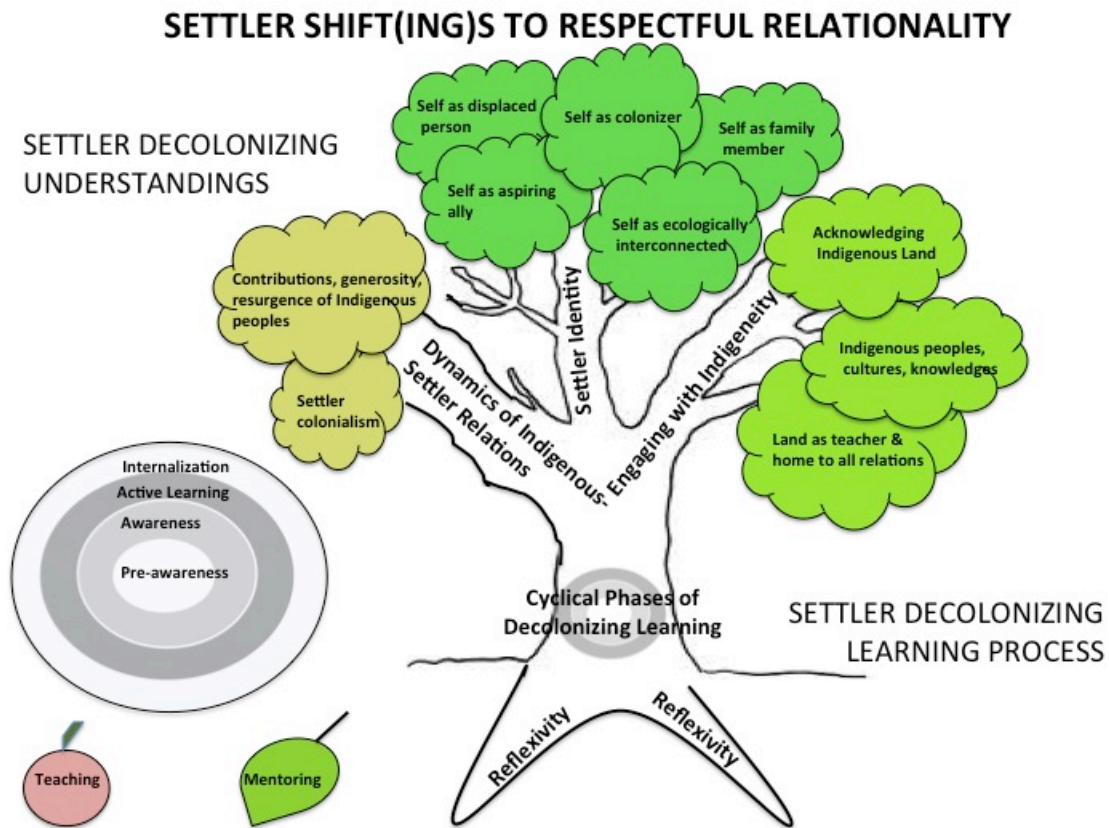 SETTLER SHIFT(ING)S TO RESPECTFUL RELATIONALITY
SETTLER DECOLONIZING
UNDERSTANDINGS
Self as displaced
person
Self as colonizer
Self as family
member
Self as aspiring
ally
Self as ecologically
interconnected
Acknowledging
Indigenous Land
Contributions, generosity,
resurgence of Indigenous
peoples
Settler
colonialism
Indigenous peoples,
cultures, knowledges
Land as teacher &
home to all relations
Dynamics of Indigenous-
Settler Relations
Settler Identity
Engaging with Indigeneity
Internalization
Active Learning
Awareness
Pre-awareness
Cyclical Phases of
Decolonizing Learning
SETTLER DECOLONIZING
LEARNING PROCESS
Reflexivity
Reflexivity
Teaching
Mentoring